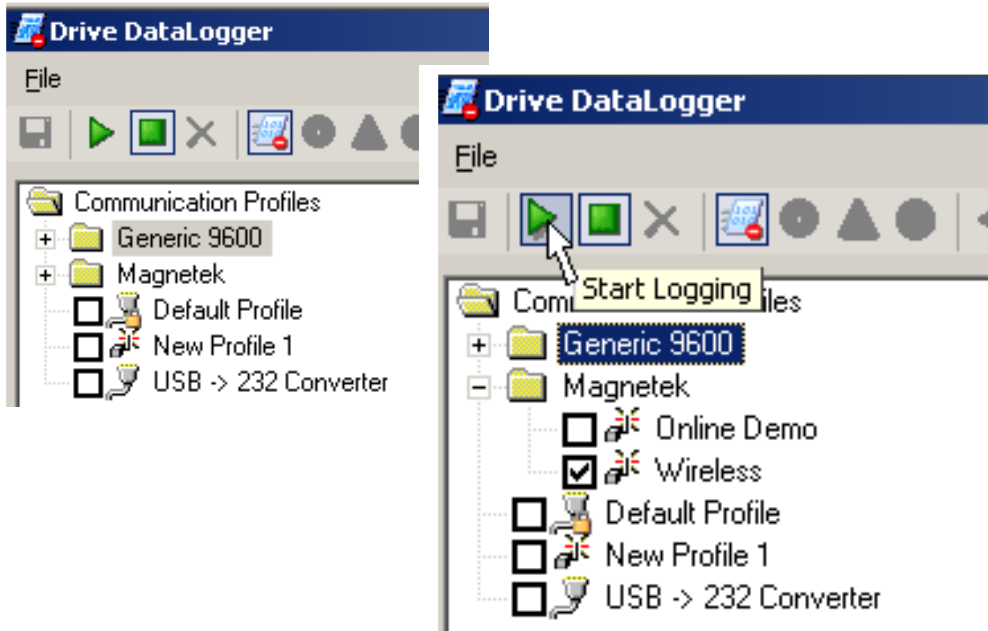 Drive DataLogger
File
Communication Profiles
Generic 9600
Magnetek
Default Profile
New Profile 1
USB -> 232 Converter
Drive DataLogger
File
Start Logging
Generic 9600
Magnetek
Online Demo
Wireless
Default Profile
New Profile 1
USB -> 232 Converter